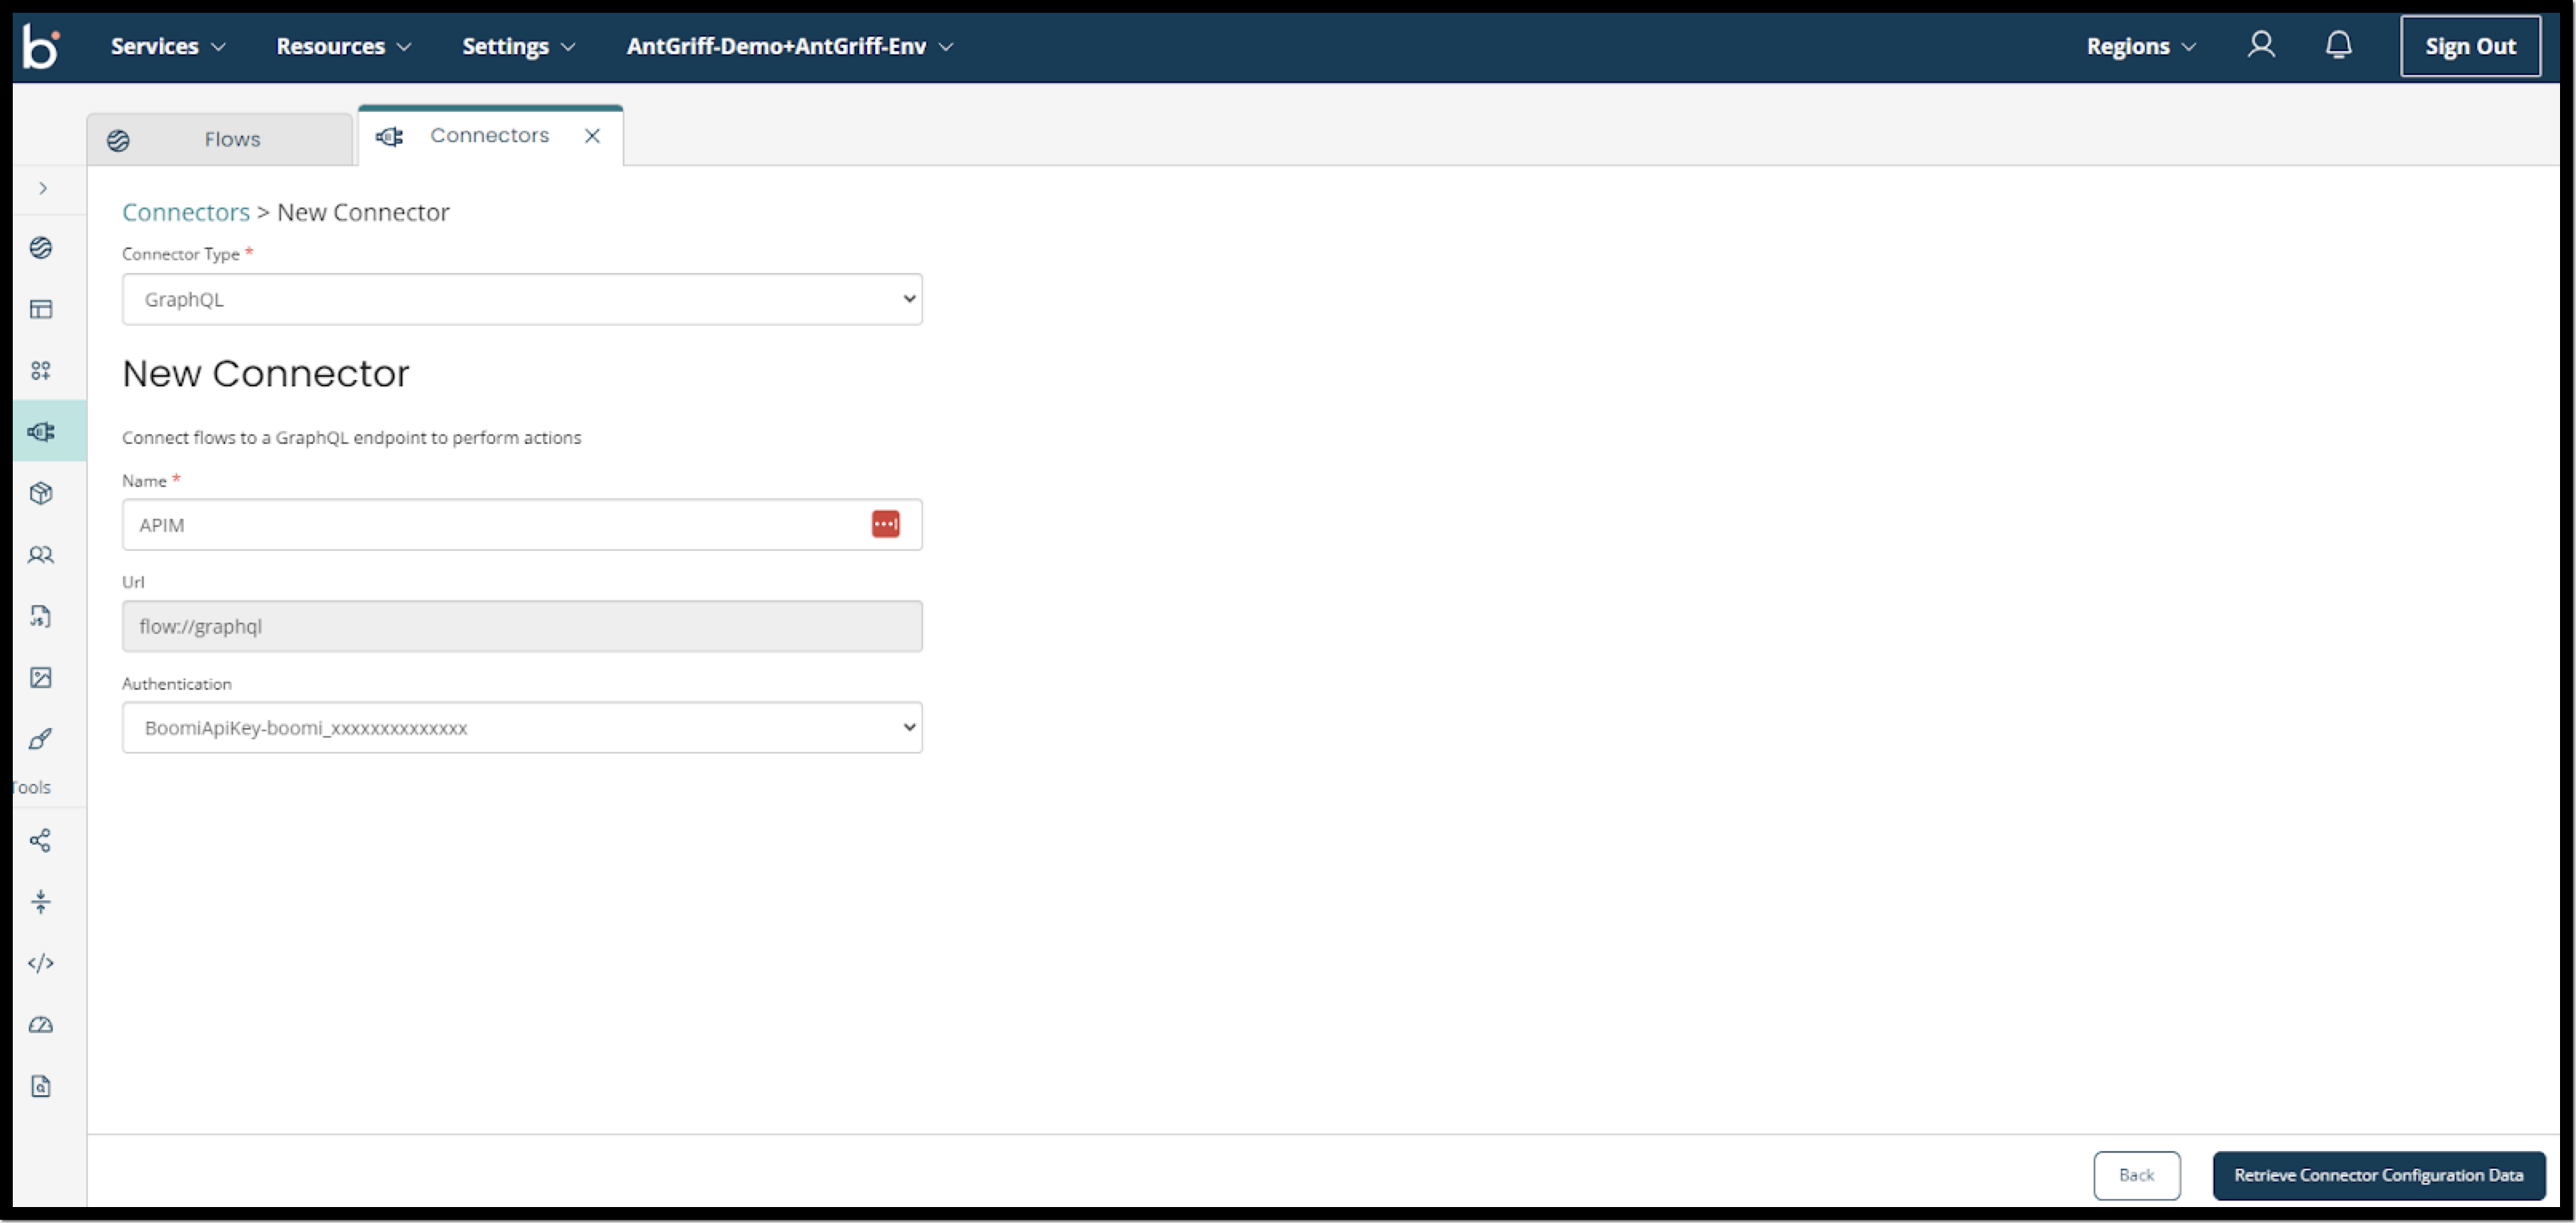 b Services Resources Settings AntGriff-Demo+AntGriff-Env Regions Sign Out
Flows Connectors
Connectors > New Connector
Connector Type *
GraphQL
New Connector
Connect flows to a GraphQL endpoint to perform actions
Name *
APIM
Url
flow://graphql
Authentication
BoomiApiKey-boomi_xxxxxxxxxxxxxx
Tools
Back Retrieve Connector Configuration Data